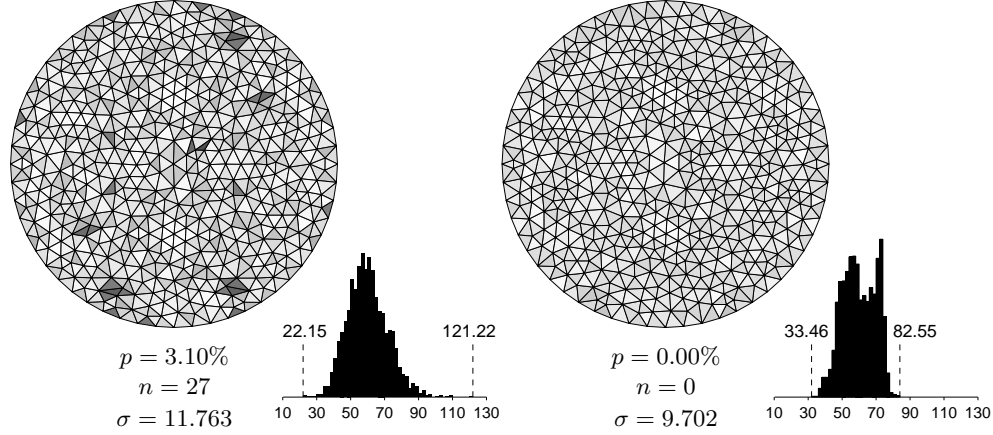 22.15 121.22
p = 3.10%
n = 27
σ = 11.763
10 30 50 70 90 110 130
33.46 82.55
p = 0.00%
n = 0
σ = 9.702
10 30 50 70 90 110 130